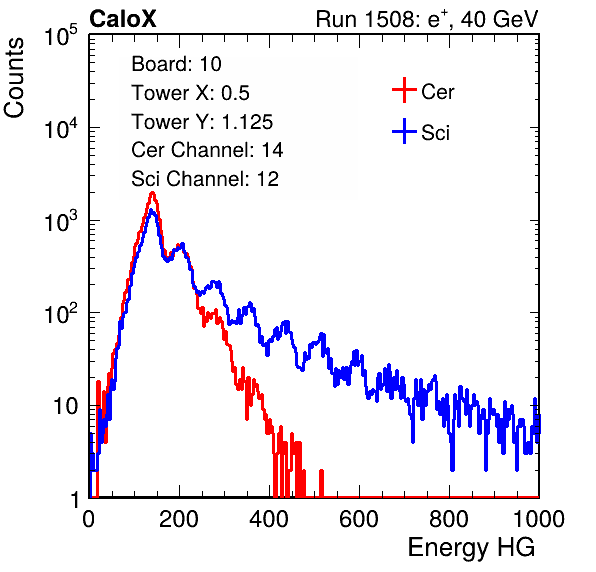 CaloX Run 1508: e+, 40 GeV
Counts
10^5
10^4
10^3
10^2
10
1
Board: 10
Tower X: 0.5
Tower Y: 1.125
Cer Channel: 14
Sci Channel: 12
Cer
Sci
0 200 400 600 800 1000
Energy HG